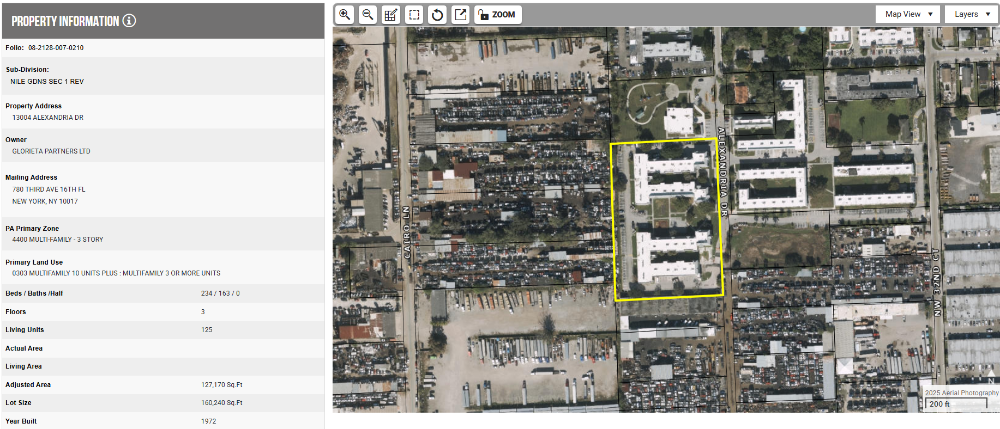 PROPERTY INFORMATION
Folio: 08-2128-007-0210
Sub-Division:
NILE GDNS SEC 1 REV
Property Address
13004 ALEXANDRIA DR
Owner
GLORIETA PARTNERS LTD
Mailing Address
780 THIRD AVE 16TH FL
NEW YORK, NY 10017
PA Primary Zone
4400 MULTI-FAMILY - 3 STORY
Primary Land Use
0303 MULTIFAMILY 10 UNITS PLUS : MULTIFAMILY 3 OR MORE UNITS
Beds / Baths /Half 234 / 163 / 0
Floors 3
Living Units 125
Actual Area
Living Area
Adjusted Area 127,170 Sq.Ft
Lot Size 160,240 Sq.Ft
Year Built 1972
ZOOM
Map View
Layers
CAIRO LN
ALEXANDRIA DR
NW 32ND CT
2025 Aerial Photography
200 ft